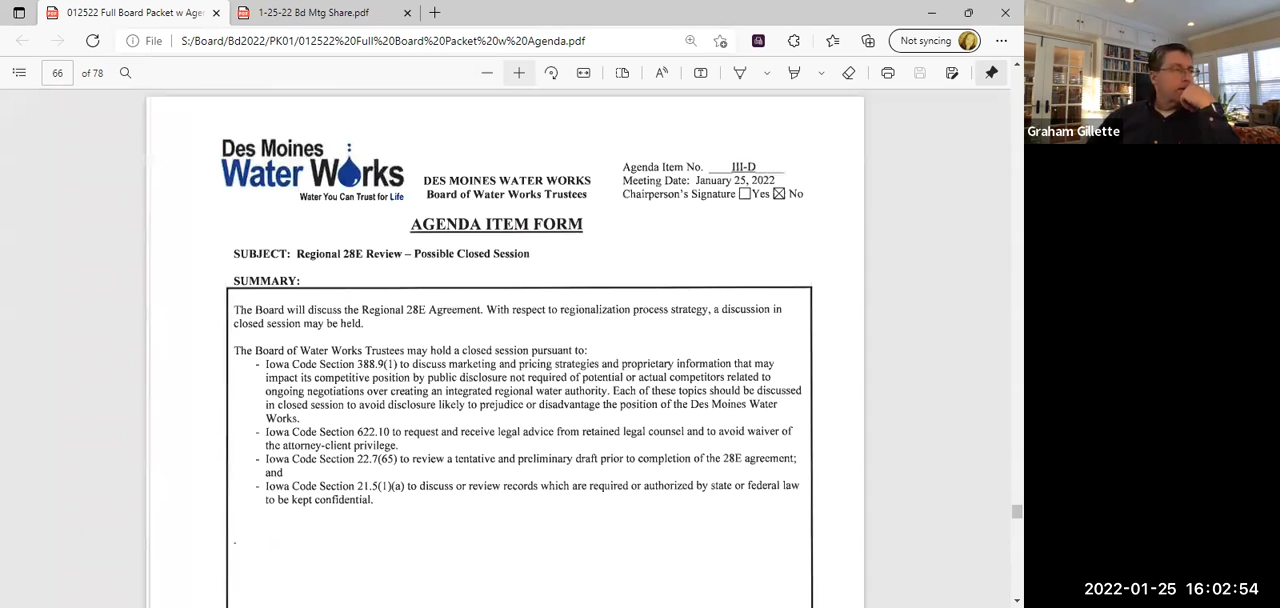 012522 Full Board Packet w Ager
1-25-22 Bd Mtg Share.pdf
File
S:/Board/Bd2022/PK01/012522%20Full%20Board%20Packet%20w%20Agenda.pdf
Not syncing
66 of 78
Des Moines
Water Works
Water You Can Trust for Life
DES MOINES WATER WORKS
Board of Water Works Trustees
Agenda Item No. III-D
Meeting Date: January 25, 2022
Chairperson's Signature ☐ Yes ☒ No
AGENDA ITEM FORM
SUBJECT: Regional 28E Review – Possible Closed Session
SUMMARY:
The Board will discuss the Regional 28E Agreement. With respect to regionalization process strategy, a discussion in
closed session may be held.
The Board of Water Works Trustees may hold a closed session pursuant to:
- Iowa Code Section 388.9(1) to discuss marketing and pricing strategies and proprietary information that may
impact its competitive position by public disclosure not required of potential or actual competitors related to
ongoing negotiations over creating an integrated regional water authority. Each of these topics should be discussed
in closed session to avoid disclosure likely to prejudice or disadvantage the position of the Des Moines Water
Works.
- Iowa Code Section 622.10 to request and receive legal advice from retained legal counsel and to avoid waiver of
the attorney-client privilege.
- Iowa Code Section 22.7(65) to review a tentative and preliminary draft prior to completion of the 28E agreement;
and
- Iowa Code Section 21.5(1)(a) to discuss or review records which are required or authorized by state or federal law
to be kept confidential.
Graham Gillette
2022-01-25 16:02:54